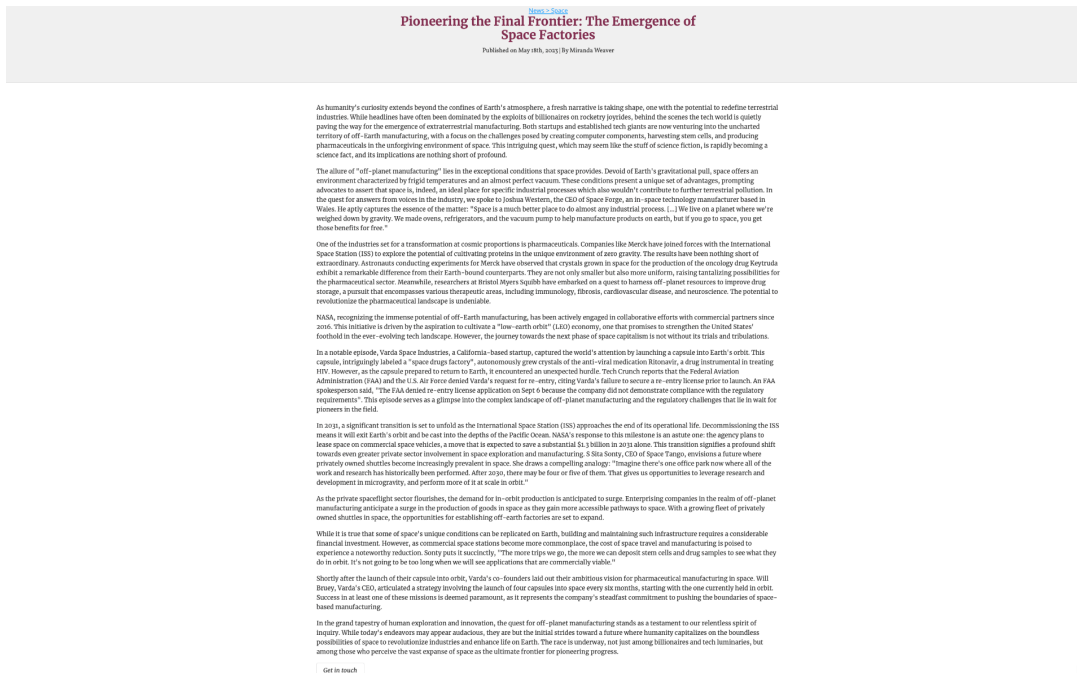 News > Space
Pioneering the Final Frontier: The Emergence of
Space Factories
Published on May 18th, 2023 | By Miranda Weaver
As humanity's curiosity extends beyond the confines of Earth's atmosphere, a fresh narrative is taking shape, one with the potential to redefine terrestrial
industries. While headlines have often been dominated by the exploits of billionaires on rocketry joyrides, behind the scenes the tech world is quietly
paving the way for the emergence of extraterrestrial manufacturing. Both startups and established tech giants are now venturing into the uncharted
territory of off-Earth manufacturing, with a focus on the challenges posed by creating computer components, harvesting stem cells, and producing
pharmaceuticals in the unforgiving environment of space. This intriguing quest, which may seem like the stuff of science fiction, is rapidly becoming a
science fact, and its implications are nothing short of profound.
The allure of "off-planet manufacturing" lies in the exceptional conditions that space provides. Devoid of Earth's gravitational pull, space offers an
environment characterized by frigid temperatures and an almost perfect vacuum. These conditions present a unique set of advantages, prompting
advocates to assert that space is, indeed, an ideal place for specific industrial processes which also wouldn't contribute to further terrestrial pollution. In
the quest for answers from voices in the industry, we spoke to Joshua Western, the CEO of Space Forge, an in-space technology manufacturer based in
Wales. He aptly captures the essence of the matter: "Space is a much better place to do almost any industrial process. [...] We live on a planet where we're
weighed down by gravity. We made ovens, refrigerators, and the vacuum pump to help manufacture products on earth, but if you go to space, you get
those benefits for free."
One of the industries set for a transformation at cosmic proportions is pharmaceuticals. Companies like Merck have joined forces with the International
Space Station (ISS) to explore the potential of cultivating proteins in the unique environment of zero gravity. The results have been nothing short of
extraordinary. Astronauts conducting experiments for Merck have observed that crystals grown in space for the production of the oncology drug Keytruda
exhibit a remarkable difference from their Earth-bound counterparts. They are not only smaller but also more uniform, raising tantalizing possibilities for
the pharmaceutical sector. Meanwhile, researchers at Bristol Myers Squibb have embarked on a quest to harness off-planet resources to improve drug
storage, a pursuit that encompasses various therapeutic areas, including immunology, fibrosis, cardiovascular disease, and neuroscience. The potential to
revolutionize the pharmaceutical landscape is undeniable.
NASA, recognizing the immense potential of off-Earth manufacturing, has been actively engaged in collaborative efforts with commercial partners since
2016. This initiative is driven by the aspiration to cultivate a "low-earth orbit" (LEO) economy, one that promises to strengthen the United States'
foothold in the ever-evolving tech landscape. However, the journey towards the next phase of space capitalism is not without its trials and tribulations.
In a notable episode, Varda Space Industries, a California-based startup, captured the world's attention by launching a capsule into Earth's orbit. This
capsule, intriguingly labeled a "space drugs factory", autonomously grew crystals of the anti-viral medication Ritonavir, a drug instrumental in treating
HIV. However, as the capsule prepared to return to Earth, it encountered an unexpected hurdle. Tech Crunch reports that the Federal Aviation
Administration (FAA) and the U.S. Air Force denied Varda's request for re-entry, citing Varda's failure to secure a re-entry license prior to launch. An FAA
spokesperson said, "The FAA denied re-entry license application on Sept 6 because the company did not demonstrate compliance with the regulatory
requirements". This episode serves as a glimpse into the complex landscape of off-planet manufacturing and the regulatory challenges that lie in wait for
pioneers in the field.
In 2031, a significant transition is set to unfold as the International Space Station (ISS) approaches the end of its operational life. Decommissioning the ISS
means it will exit Earth's orbit and be cast into the depths of the Pacific Ocean. NASA's response to this milestone is an astute one: the agency plans to
lease space on commercial space vehicles, a move that is expected to save a substantial $1.3 billion in 2031 alone. This transition signifies a profound shift
towards even greater private sector involvement in space exploration and manufacturing. S Sita Sonty, CEO of Space Tango, envisions a future where
privately owned shuttles become increasingly prevalent in space. She draws a compelling analogy: "Imagine there's one office park now where all of the
work and research has historically been performed. After 2030, there may be four or five of them. That gives us opportunities to leverage research and
development in microgravity, and perform more of it at scale in orbit."
As the private spaceflight sector flourishes, the demand for in-orbit production is anticipated to surge. Enterprising companies in the realm of off-planet
manufacturing anticipate a surge in the production of goods in space as they gain more accessible pathways to space. With a growing fleet of privately
owned shuttles in space, the opportunities for establishing off-earth factories are set to expand.
While it is true that some of space's unique conditions can be replicated on Earth, building and maintaining such infrastructure requires a considerable
financial investment. However, as commercial space stations become more commonplace, the cost of space travel and manufacturing is poised to
experience a noteworthy reduction. Sonty puts it succinctly, "The more trips we go, the more we can deposit stem cells and drug samples to see what they
do in orbit. It's not going to be too long when we will see applications that are commercially viable."
Shortly after the launch of their capsule into orbit, Varda's co-founders laid out their ambitious vision for pharmaceutical manufacturing in space. Will
Bruey, Varda's CEO, articulated a strategy involving the launch of four capsules into space every six months, starting with the one currently held in orbit.
Success in at least one of these missions is deemed paramount, as it represents the company's steadfast commitment to pushing the boundaries of space-
based manufacturing.
In the grand tapestry of human exploration and innovation, the quest for off-planet manufacturing stands as a testament to our relentless spirit of
inquiry. While today's endeavors may appear audacious, they are but the initial strides toward a future where humanity capitalizes on the boundless
possibilities of space to revolutionize industries and enhance life on Earth. The race is underway, not just among billionaires and tech luminaries, but
among those who perceive the vast expanse of space as the ultimate frontier for pioneering progress.
Get in touch